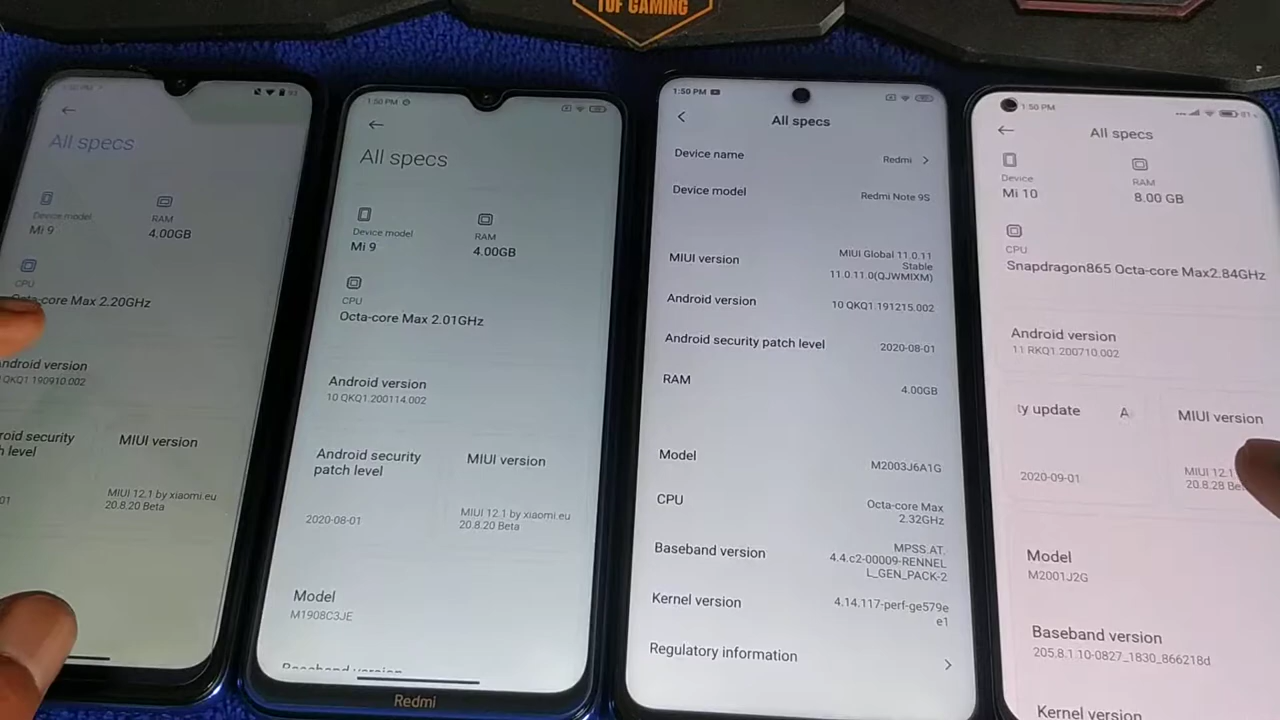 TUF GAMING
All specs
Device model
Mi 9
RAM
4.00GB
CPU
Octa-core Max 2.20GHz
Android version
QKQ1.190910.002
roid security
h level
01
MIUI version
MIUI 12.1 by xiaomi.eu
20.8.20 Beta
1:50 PM
All specs
Device model
Mi 9
RAM
4.00GB
CPU
Octa-core Max 2.01GHz
Android version
10 QKQ1.200114.002
Android security
patch level
2020-08-01
MIUI version
MIUI 12.1 by xiaomi.eu
20.8.20 Beta
Model
M1908C3JE
Redmi
1:50 PM
All specs
Device name
Redmi
Device model
Redmi Note 9S
MIUI version
MIUI Global 11.0.11
Stable
11.0.11.0(QJWMIXM)
Android version
10 QKQ1.191215.002
Android security patch level
2020-08-01
RAM
4.00GB
Model
M2003J6A1G
CPU
Octa-core Max
2.32GHz
Baseband version
MPSS.AT.
4.4.c2-00009-RENNEL
L_GEN_PACK-2
Kernel version
4.14.117-perf-ge579e
e1
Regulatory information
1:50 PM
All specs
Device
Mi 10
RAM
8.00 GB
CPU
Snapdragon865 Octa-core Max2.84GHz
Android version
11 RKQ1.200710.002
ty update
A
2020-09-01
MIUI version
MIUI 12.1
20.8.28 Be
Model
M2001J2G
Baseband version
205.8.1.10-0827_1830_866218d
Kernel version